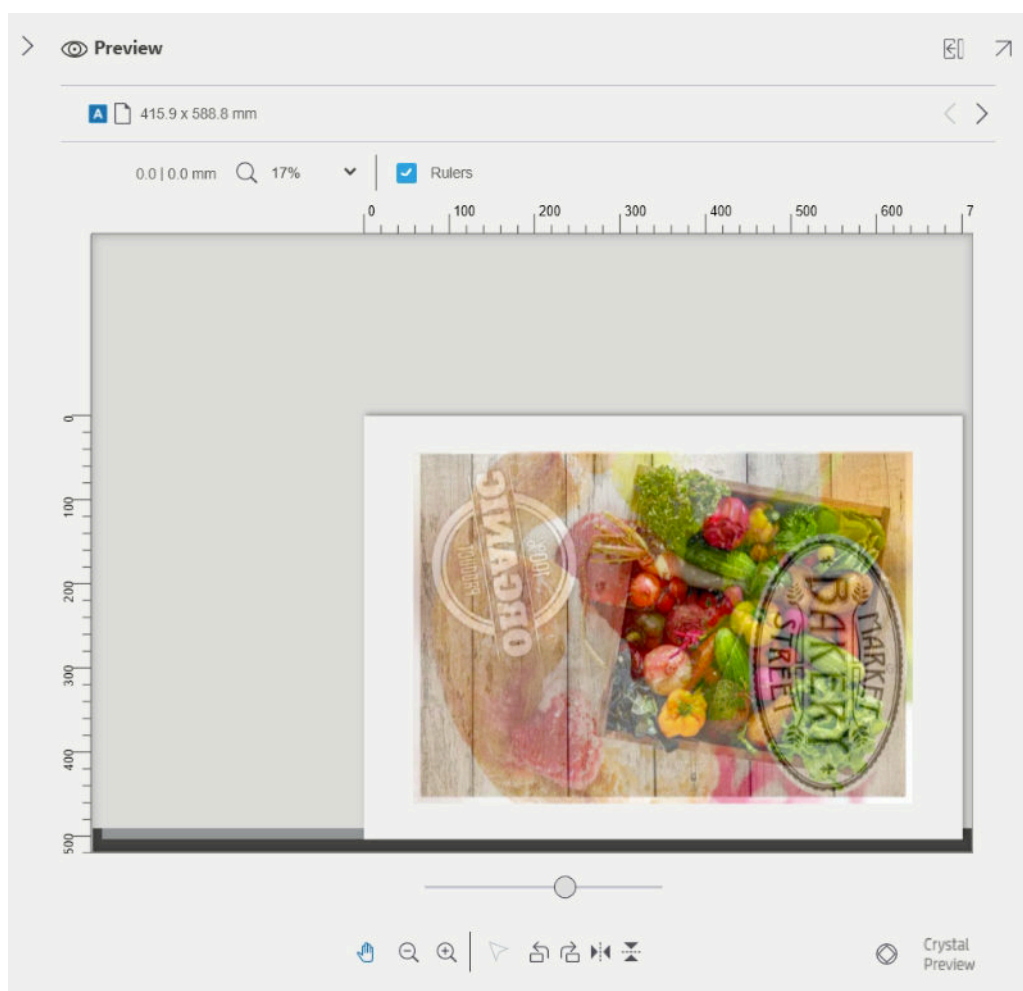 Preview
A 415.9 x 588.8 mm
0.0 | 0.0 mm 17% Rulers
0 100 200 300 400 500 600 7
0
100
200
300
400
500
ORGANIC
100%
MARKET
BAKERY
STREET
Crystal
Preview